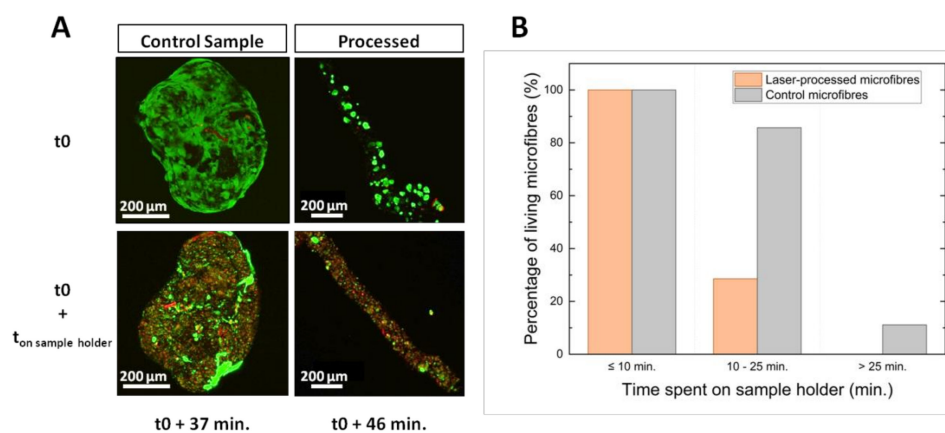 A
Control Sample
Processed
t0
200 µm
200 µm
t0
+
t on sample holder
200 µm
200 µm
t0 + 37 min.
t0 + 46 min.
B
Laser-processed microfibres
Control microfibres
Percentage of living microfibres (%)
100
80
60
40
20
0
≤ 10 min.
10 - 25 min.
> 25 min.
Time spent on sample holder (min.)